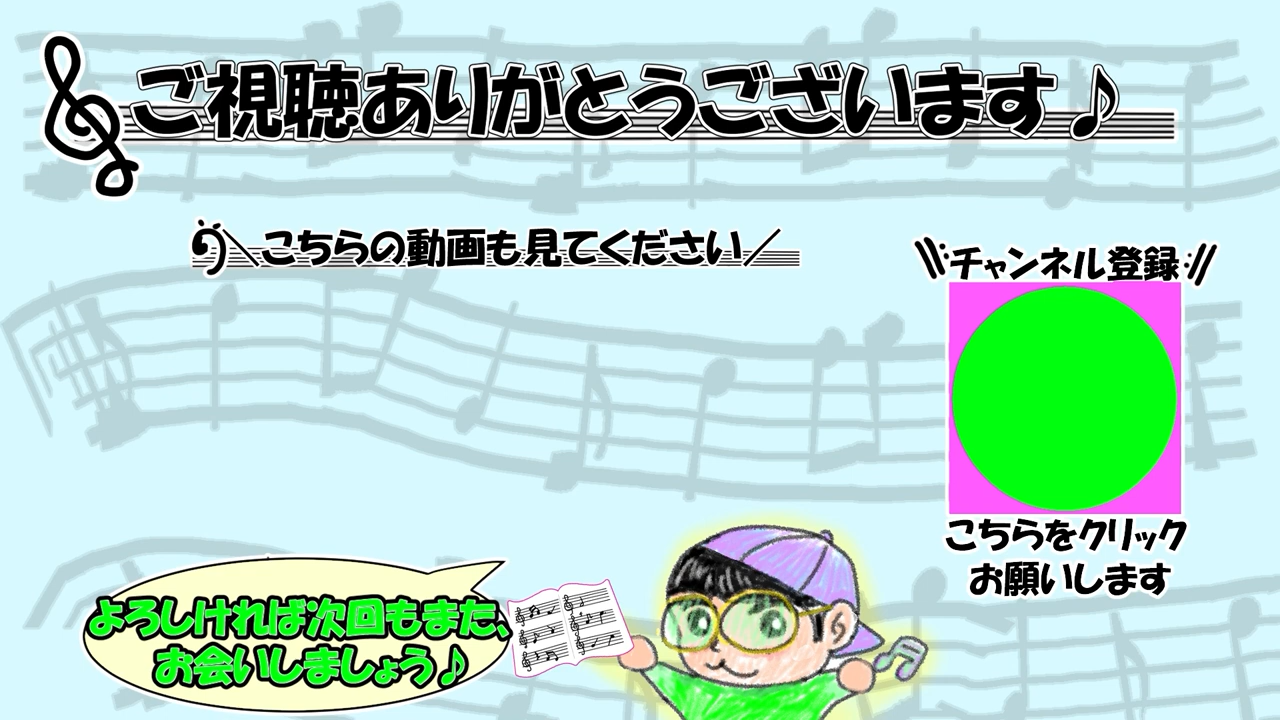 ご視聴ありがとうございます♪
＼こちらの動画も見てください／
チャンネル登録
こちらをクリック
お願いします
よろしければ次回もまた、
お会いしましょう♪